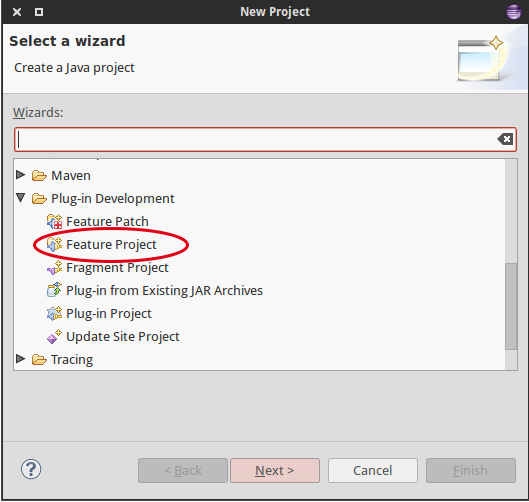 New Project
Select a wizard
Create a Java project
Wizards:
Maven
Plug-in Development
Feature Patch
Feature Project
Fragment Project
Plug-in from Existing JAR Archives
Plug-in Project
Update Site Project
Tracing
?
< Back
Next >
Cancel
Finish